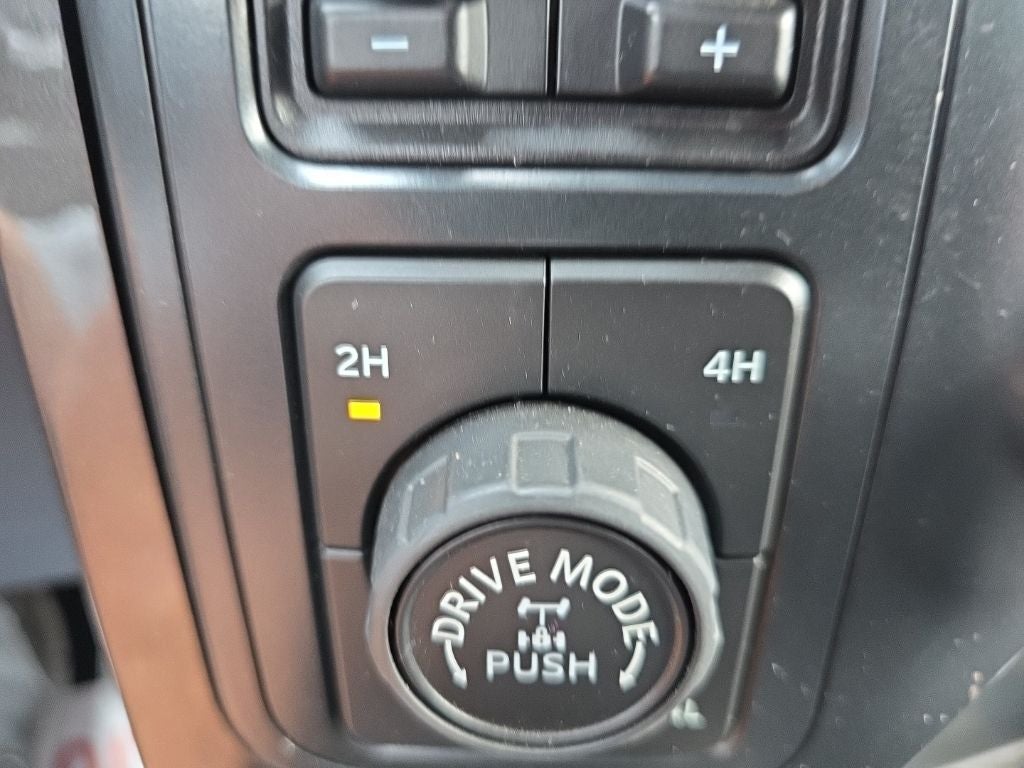 − +
2H 4H
DRIVE MODE
PUSH